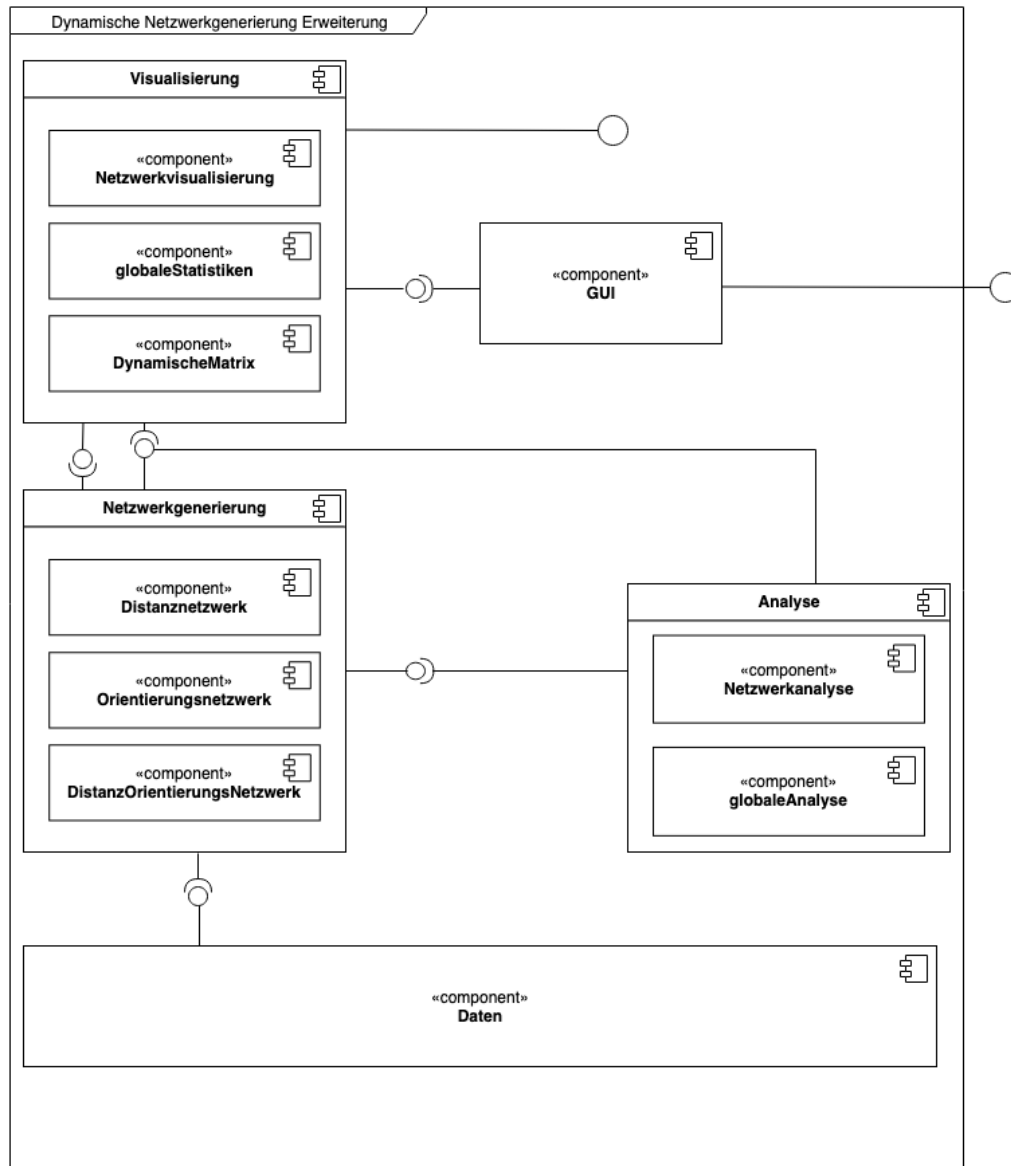 Dynamische Netzwerkgenerierung Erweiterung
Visualisierung
«component»
Netzwerkvisualisierung
«component»
globaleStatistiken
«component»
DynamischeMatrix
«component»
GUI
Netzwerkgenerierung
«component»
Distanznetzwerk
«component»
Orientierungsnetzwerk
«component»
DistanzOrientierungsNetzwerk
Analyse
«component»
Netzwerkanalyse
«component»
globaleAnalyse
«component»
Daten